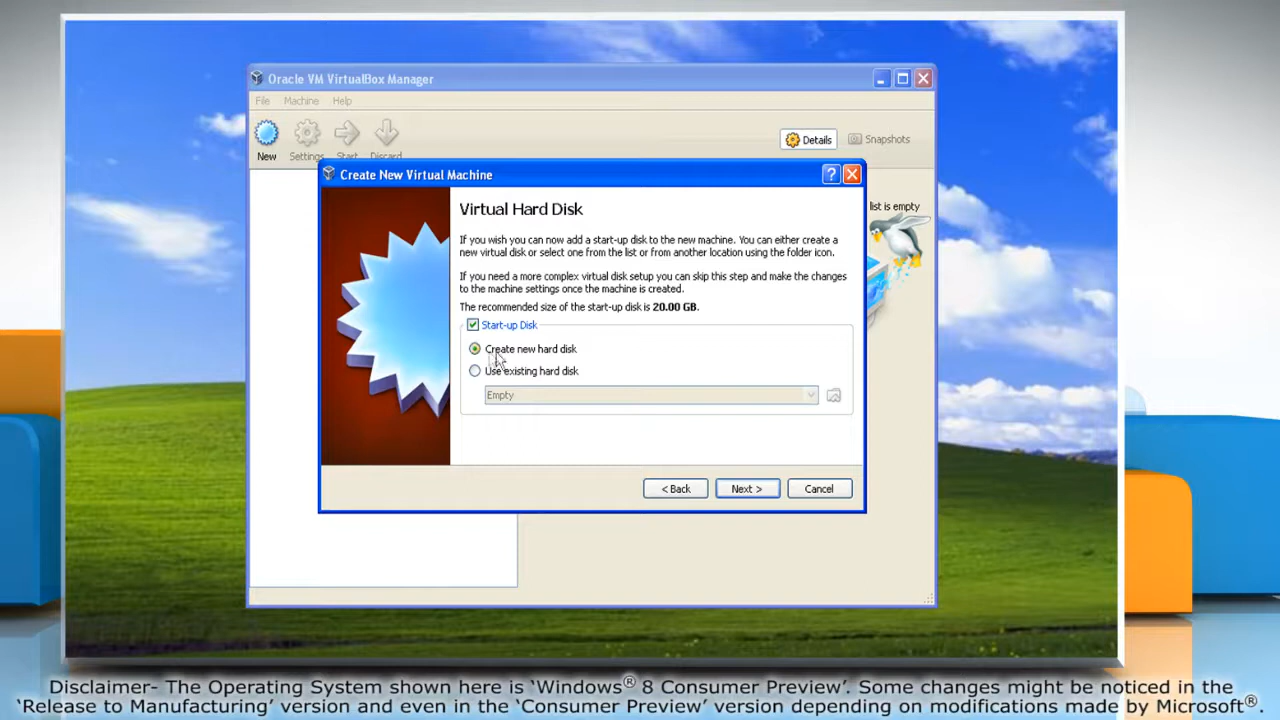 Oracle VM VirtualBox Manager
File Machine Help
New Settings Start Discard
Details Snapshots
Create New Virtual Machine
list is empty
Virtual Hard Disk
If you wish you can now add a start-up disk to the new machine. You can either create a
new virtual disk or select one from the list or from another location using the folder icon.
If you need a more complex virtual disk setup you can skip this step and make the changes
to the machine settings once the machine is created.
The recommended size of the start-up disk is 20.00 GB.
Start-up Disk
Create new hard disk
Use existing hard disk
Empty
< Back Next > Cancel
Disclaimer- The Operating System shown here is ‘Windows® 8 Consumer Preview’. Some changes might be noticed in the
‘Release to Manufacturing’ version and even in the ‘Consumer Preview’ version depending on modifications made by Microsoft®.